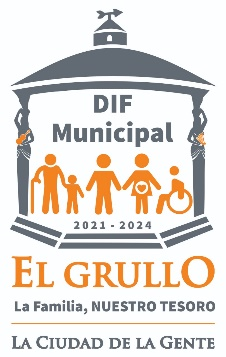 DIF
Municipal
2021 - 2024
EL GRULLO
La Familia, NUESTRO TESORO
LA CIUDAD DE LA GENTE